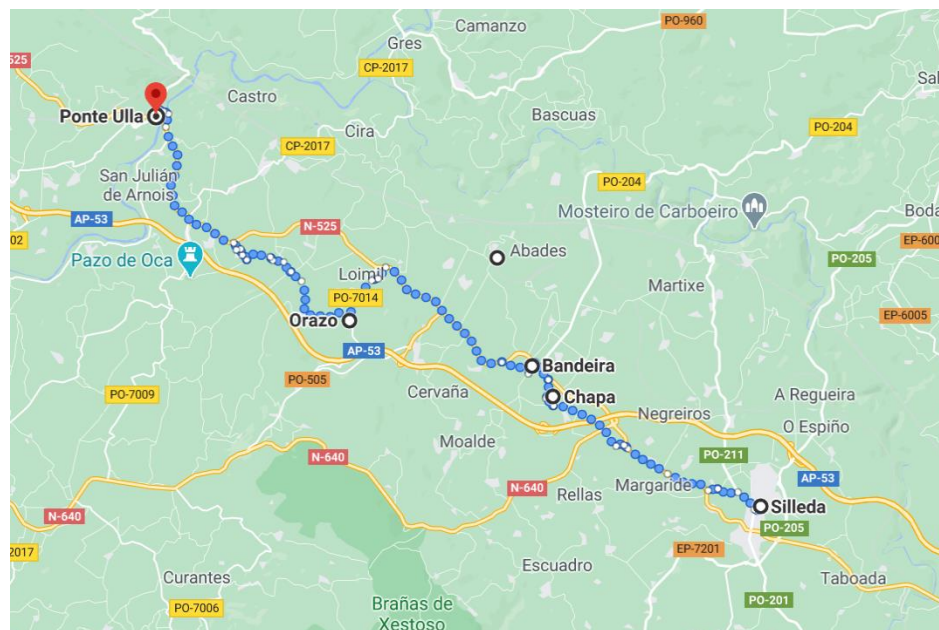 Camanzo
PO-960
Gres
525
CP-2017
Castro
Ponte Ulla
Bascuas
PO-204
Cira
CP-2017
San Julián
de Arnois
PO-204
Mosteiro de Carboeiro
AP-53
N-525
02
Abades
Pazo de Oca
Loimil
PO-205
Martixe
PO-7014
Orazo
EP-6005
AP-53
Bandeira
PO-505
PO-7009
Cervaña
Chapa
A Regueira
Negreiros
O Espiño
Moalde
N-640
PO-211
AP-53
N-640
Margaride
Rellas
Silleda
N-640
PO-205
2017
EP-7201
Escuadro
Curantes
Taboada
PO-201
Brañas de
Xestoso
PO-7006